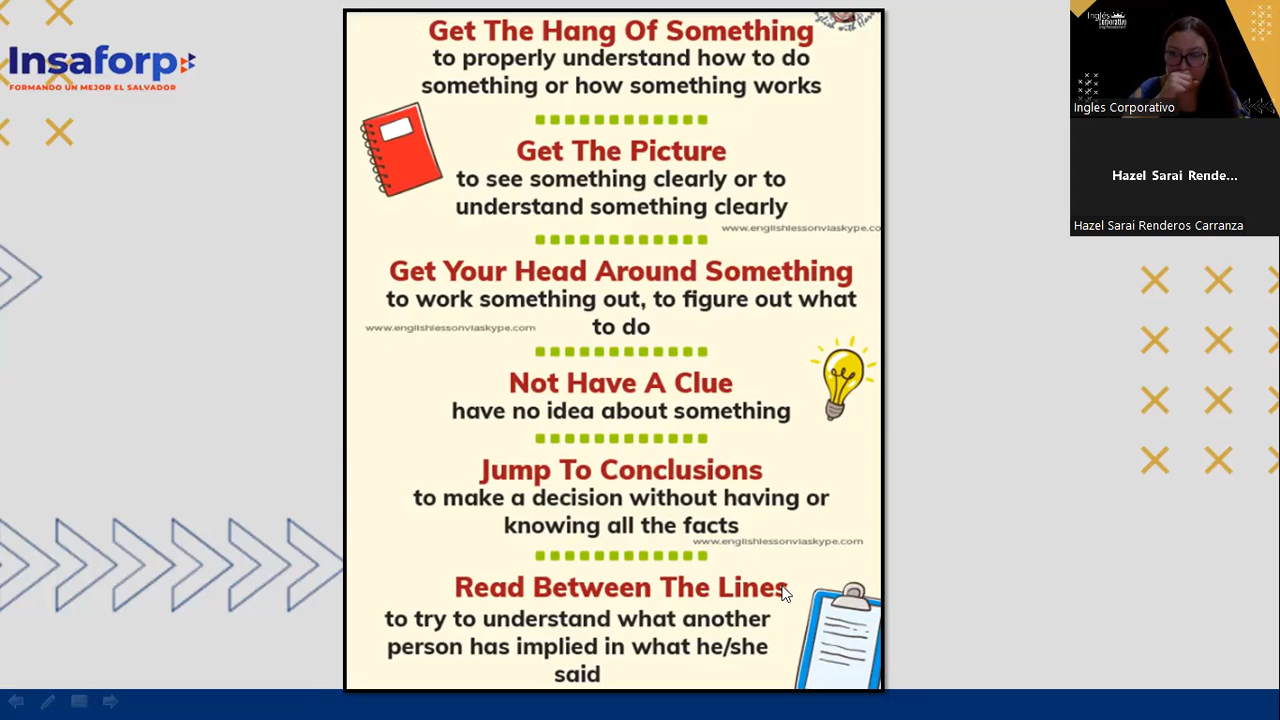 Insaforp
FORMANDO UN MEJOR EL SALVADOR
Get The Hang Of Something
to properly understand how to do
something or how something works
Get The Picture
to see something clearly or to
understand something clearly
www.englishlessonviaskype.co
Get Your Head Around Something
to work something out, to figure out what
to do
www.englishlessonviaskype.com
Not Have A Clue
have no idea about something
Jump To Conclusions
to make a decision without having or
knowing all the facts
www.englishlessonviaskype.com
Read Between The Lines
to try to understand what another
person has implied in what he/she
said
Inglés
Corporativo
Ingles Corporativo
Hazel Sarai Rende...
Hazel Sarai Renderos Carranza